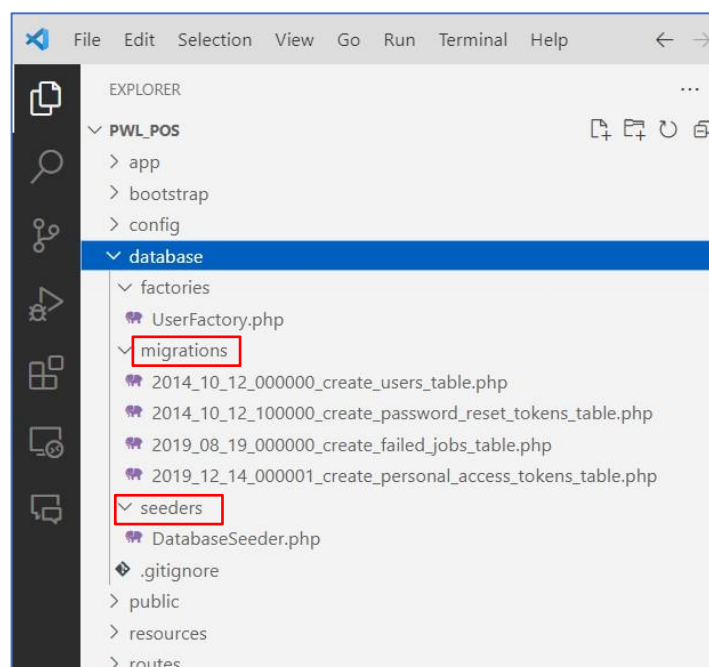 File Edit Selection View Go Run Terminal Help
EXPLORER
PWL_POS
app
bootstrap
config
database
factories
UserFactory.php
migrations
2014_10_12_000000_create_users_table.php
2014_10_12_100000_create_password_reset_tokens_table.php
2019_08_19_000000_create_failed_jobs_table.php
2019_12_14_000001_create_personal_access_tokens_table.php
seeders
DatabaseSeeder.php
.gitignore
public
resources
routes